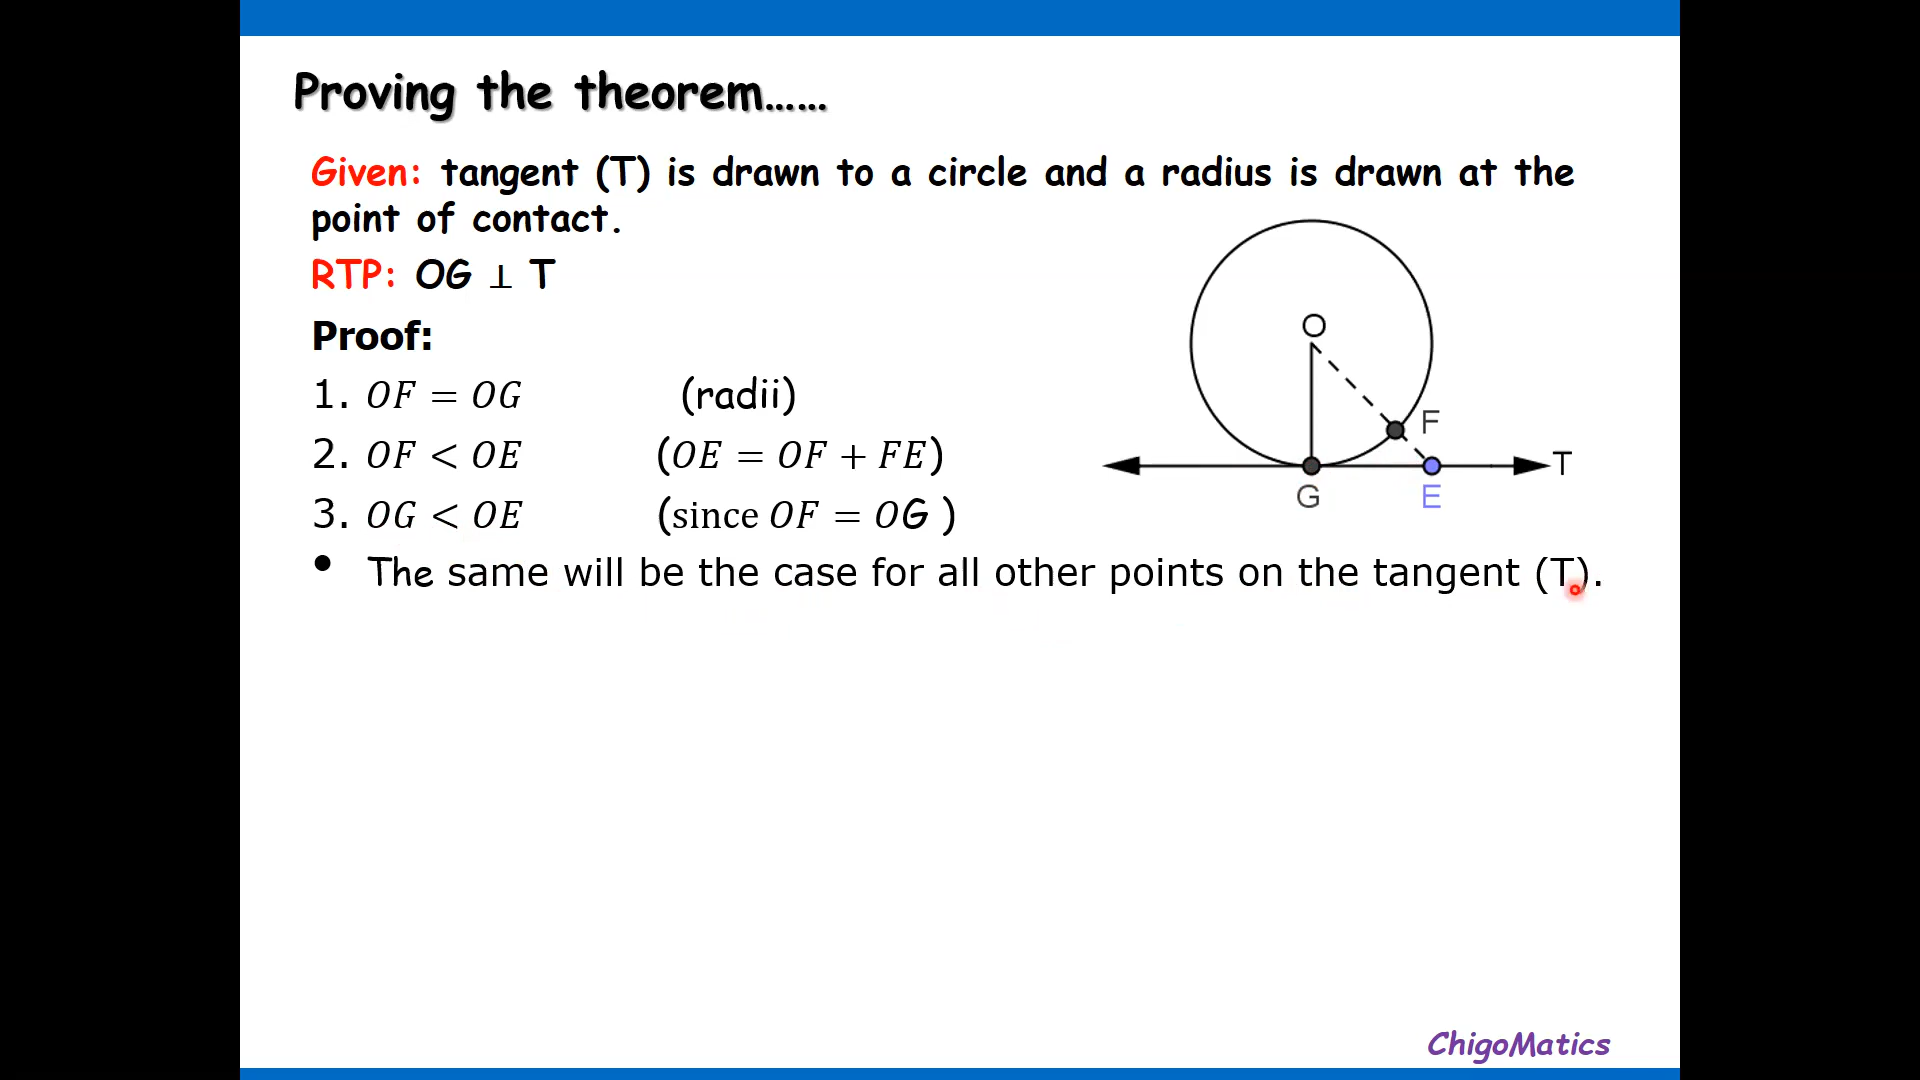 Proving the theorem......
Given: tangent (T) is drawn to a circle and a radius is drawn at the
point of contact.
RTP: OG ⊥ T
Proof:
1. OF = OG (radii)
2. OF < OE (OE = OF + FE)
3. OG < OE (since OF = OG )
• The same will be the case for all other points on the tangent (T).
O
F
T
G
E
ChigoMatics